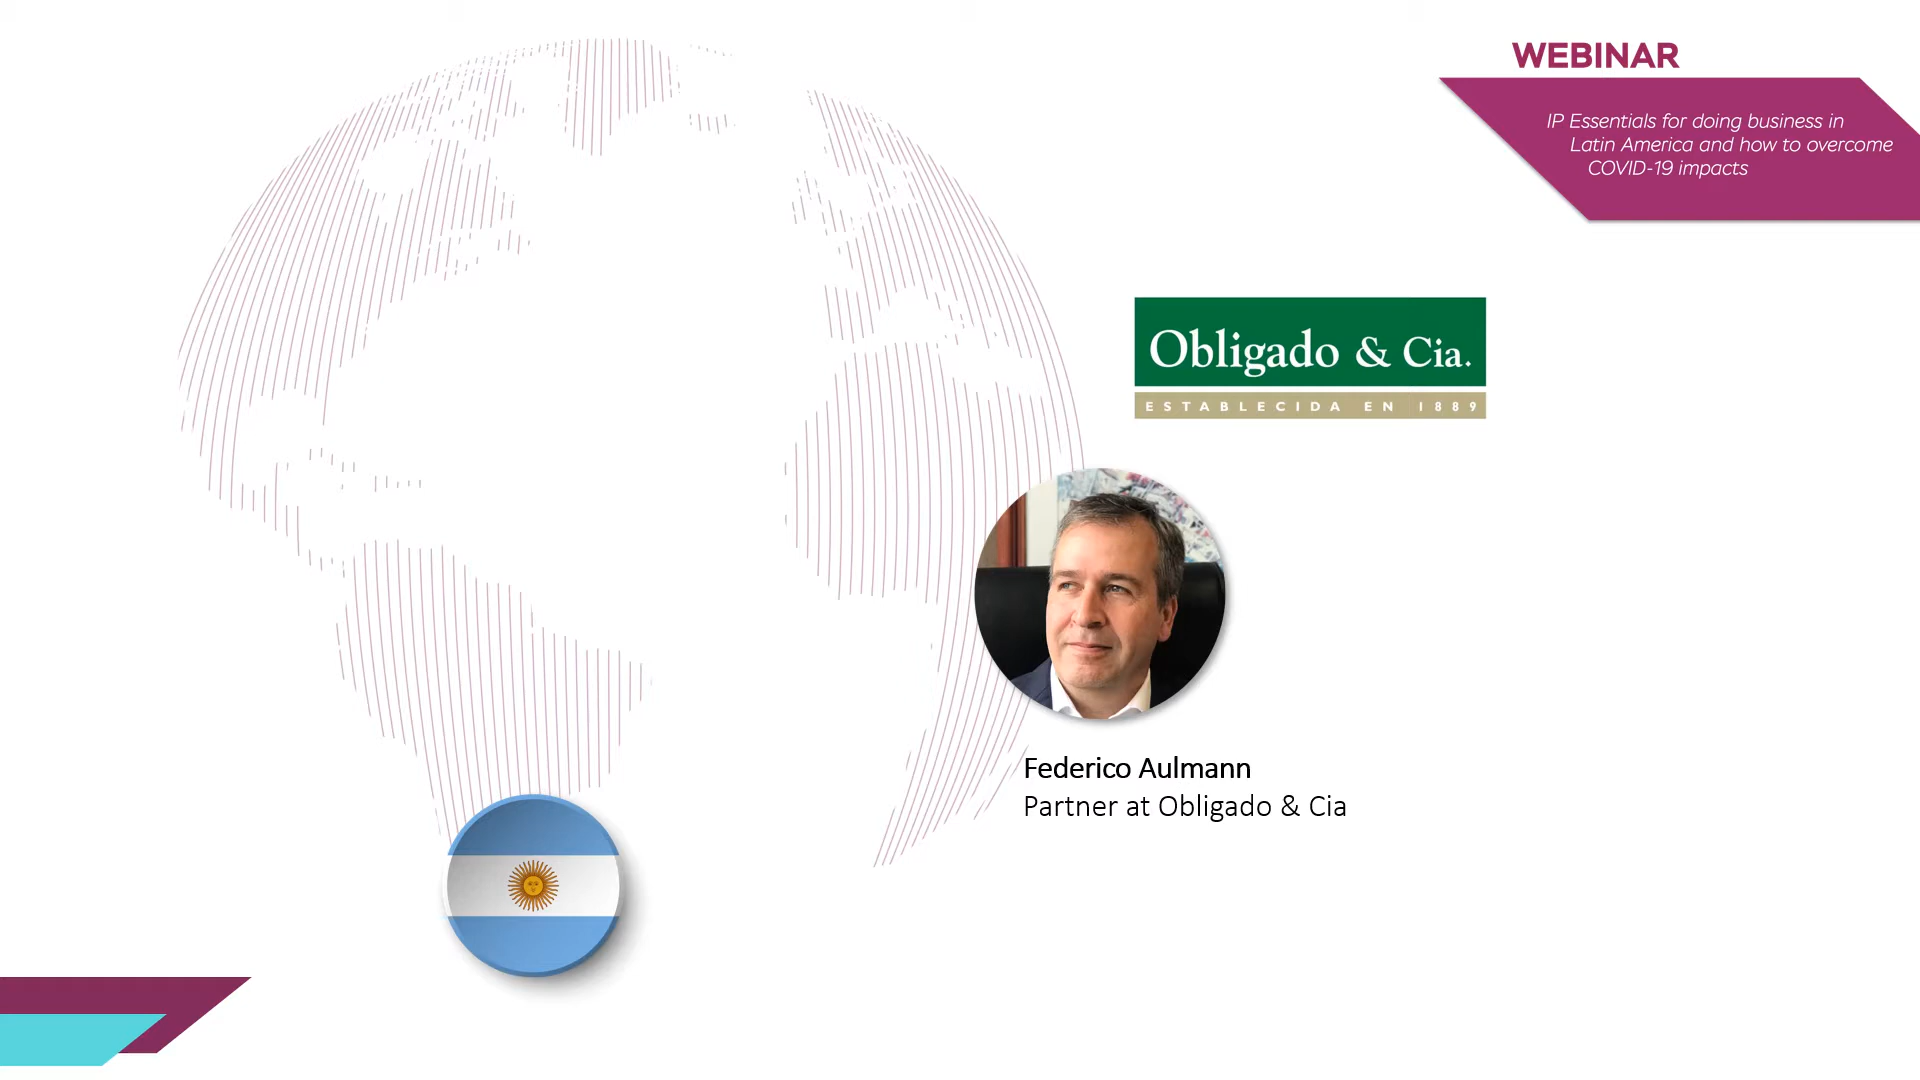 WEBINAR
IP Essentials for doing business in
Latin America and how to overcome
COVID-19 impacts
Obligado & Cia.
ESTABLECIDA EN 1889
Federico Aulmann
Partner at Obligado & Cia